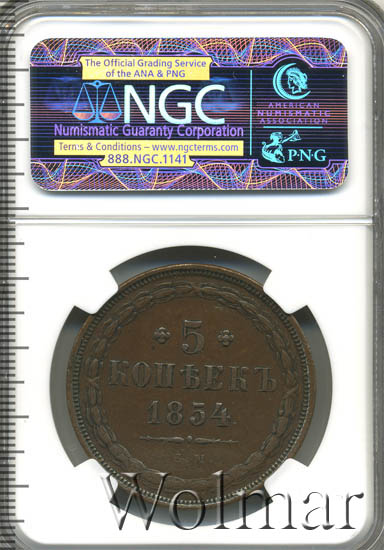 The Official Grading Service
of the ANA & PNG
NGC
Numismatic Guaranty Corporation
Terms & Conditions – www.ngcterms.com
888.NGC.1141
AMERICAN
NUMISMATIC
ASSOCIATION
P·N·G
5
КОПѢЕКЪ
1854.
Wolmar